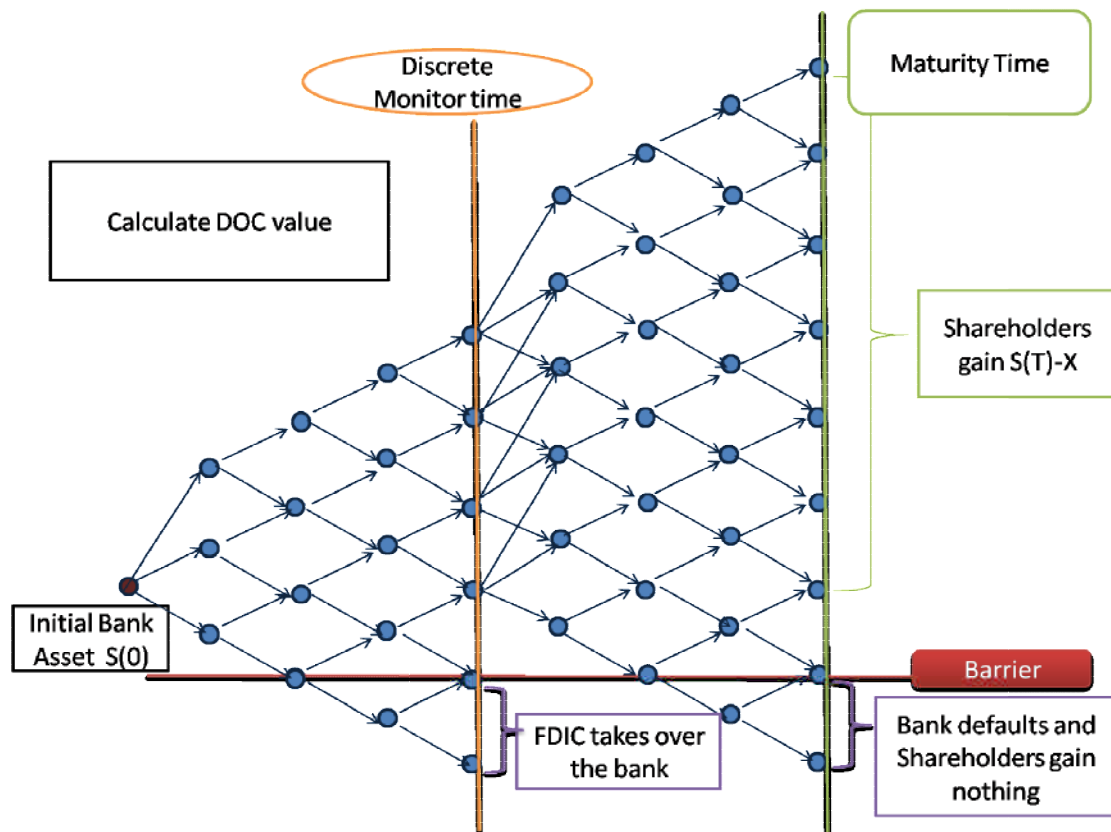 Discrete
Monitor time
Maturity Time
Calculate DOC value
Shareholders
gain S(T)-X
Initial Bank
Asset S(0)
Barrier
FDIC takes over
the bank
Bank defaults and
Shareholders gain
nothing